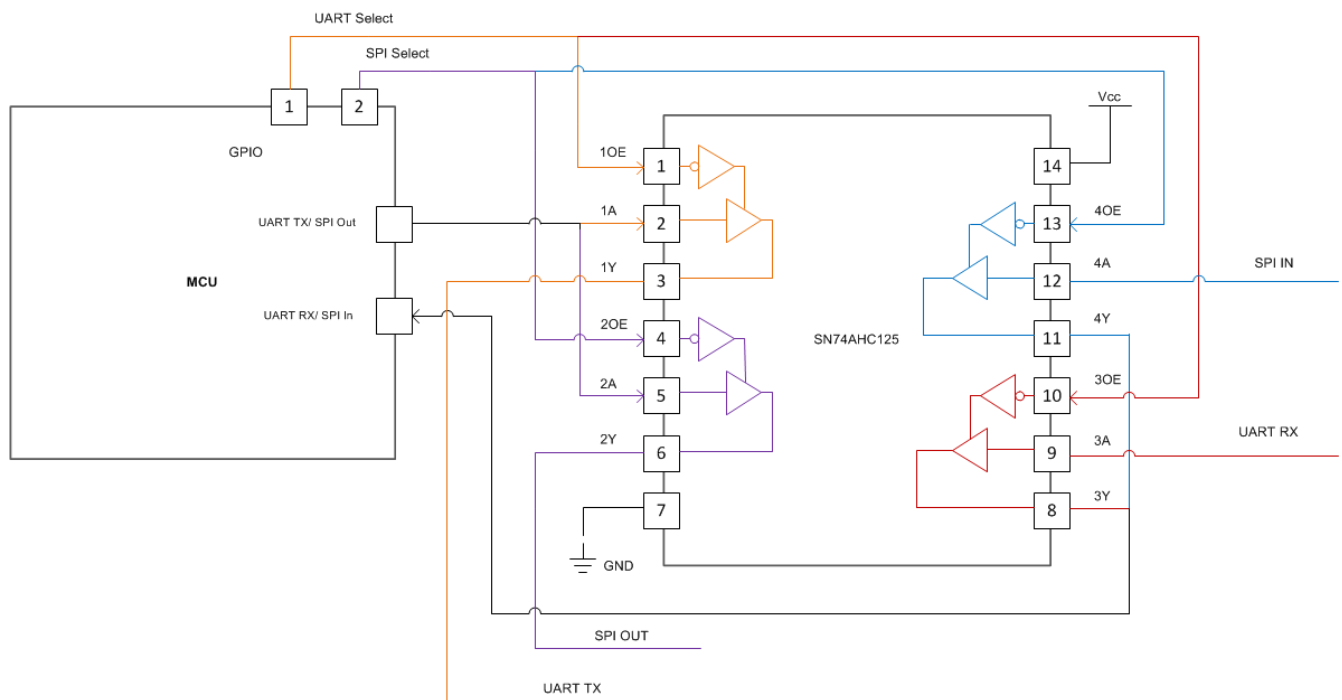 UART Select
SPI Select
1
2
GPIO
UART TX/ SPI Out
MCU
UART RX/ SPI In
1OE
1
1A
2
1Y
3
2OE
4
2A
5
2Y
6
7
GND
SN74AHC125
Vcc
14
13
4OE
12
4A
SPI IN
11
4Y
10
3OE
9
3A
UART RX
8
3Y
SPI OUT
UART TX